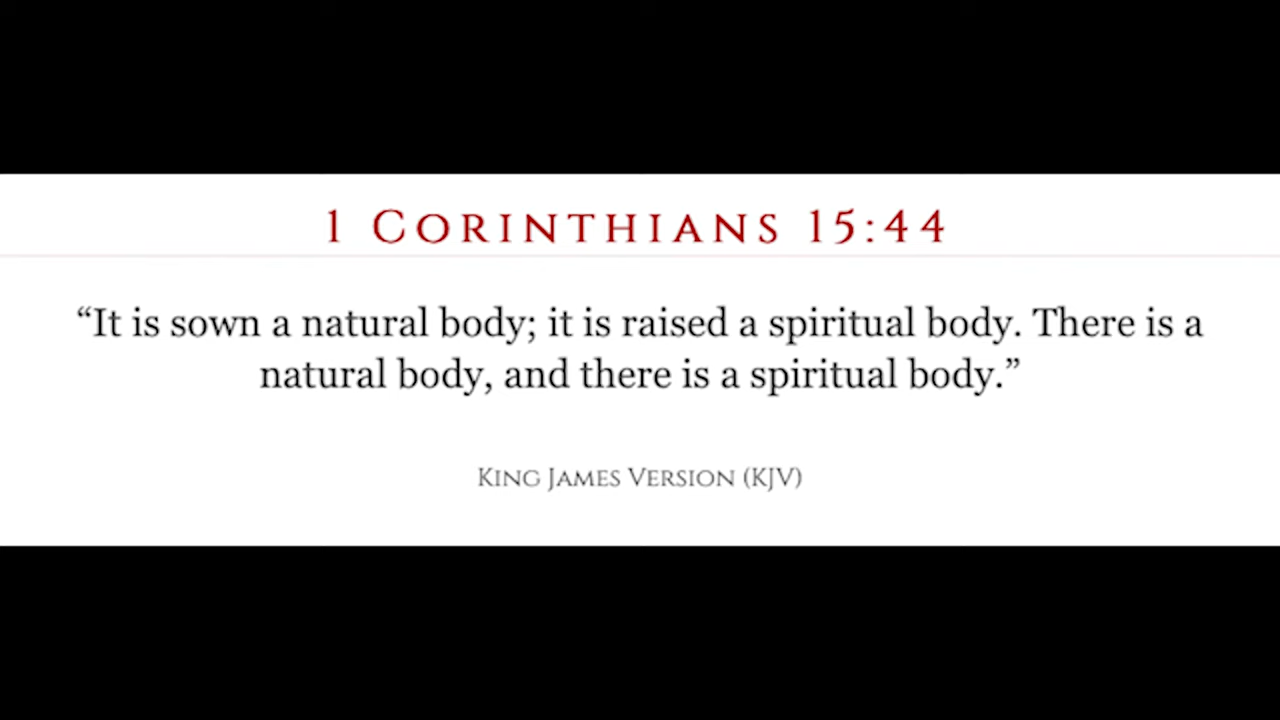 1 Corinthians 15:44
“It is sown a natural body; it is raised a spiritual body. There is a
natural body, and there is a spiritual body.”
King James Version (KJV)